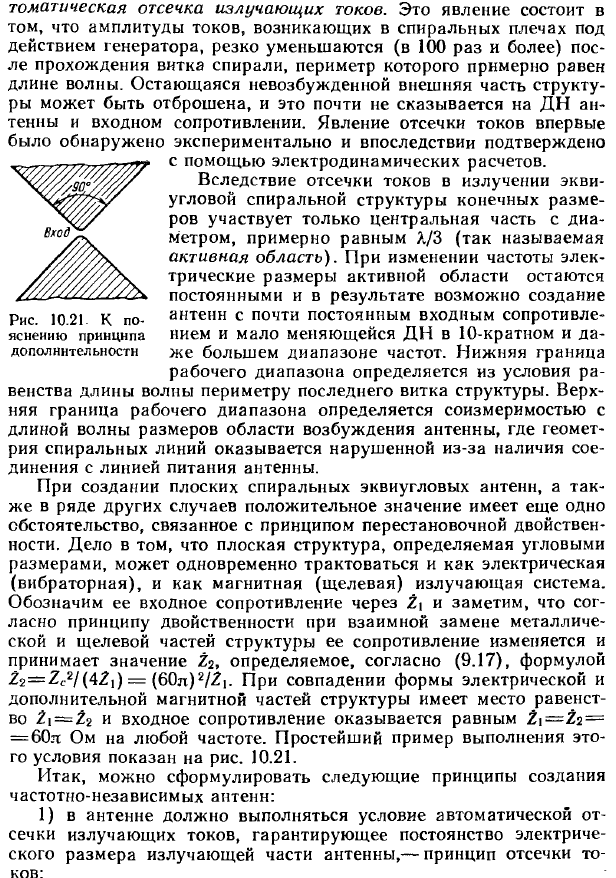 томатическая отсечка излучающих токов. Это явление состоит в
том, что амплитуды токов, возникающих в спиральных плечах под
действием генератора, резко уменьшаются (в 100 раз и более) пос-
ле прохождения витка спирали, периметр которого примерно равен
длине волны. Остающаяся невозбужденной внешняя часть структу-
ры может быть отброшена, и это почти не сказывается на ДН ан-
тенны и входном сопротивлении. Явление отсечки токов впервые
было обнаружено экспериментально и впоследствии подтверждено
с помощью электродинамических расчетов.
90°
Вход
Рис. 10.21. К по-
яснению принципа
дополнительности
Вследствие отсечки токов в излучении экви-
угловой спиральной структуры конечных разме-
ров участвует только центральная часть с диа-
метром, примерно равным λ/3 (так называемая
активная область). При изменении частоты элек-
трические размеры активной области остаются
постоянными и в результате возможно создание
антенн с почти постоянным входным сопротивле-
нием и мало меняющейся ДН в 10-кратном и да-
же большем диапазоне частот. Нижняя граница
рабочего диапазона определяется из условия ра-
венства длины волны периметру последнего витка структуры. Верх-
няя граница рабочего диапазона определяется соизмеримостью с
длиной волны размеров области возбуждения антенны, где геомет-
рия спиральных линий оказывается нарушенной из-за наличия сое-
динения с линией питания антенны.
При создании плоских спиральных эквиугловых антенн, а так-
же в ряде других случаев положительное значение имеет еще одно
обстоятельство, связанное с принципом перестановочной двойствен-
ности. Дело в том, что плоская структура, определяемая угловыми
размерами, может одновременно трактоваться и как электрическая
(вибраторная), и как магнитная (щелевая) излучающая система.
Обозначим ее входное сопротивление через Ż₁ и заметим, что сог-
ласно принципу двойственности при взаимной замене металличе-
ской и щелевой частей структуры ее сопротивление изменяется и
принимает значение Ż₂, определяемое, согласно (9.17), формулой
Ż₂=Z_c²/(4Ż₁)=(60π)²/Ż₁. При совпадении формы электрической и
дополнительной магнитной частей структуры имеет место равенст-
во Ż₁=Ż₂ и входное сопротивление оказывается равным Ż₁=Ż₂=
=60π Ом на любой частоте. Простейший пример выполнения это-
го условия показан на рис. 10.21.
Итак, можно сформулировать следующие принципы создания
частотно-независимых антенн:
1) в антенне должно выполняться условие автоматической от-
сечки излучающих токов, гарантирующее постоянство электриче-
ского размера излучающей части антенны,— принцип отсечки то-
ков;